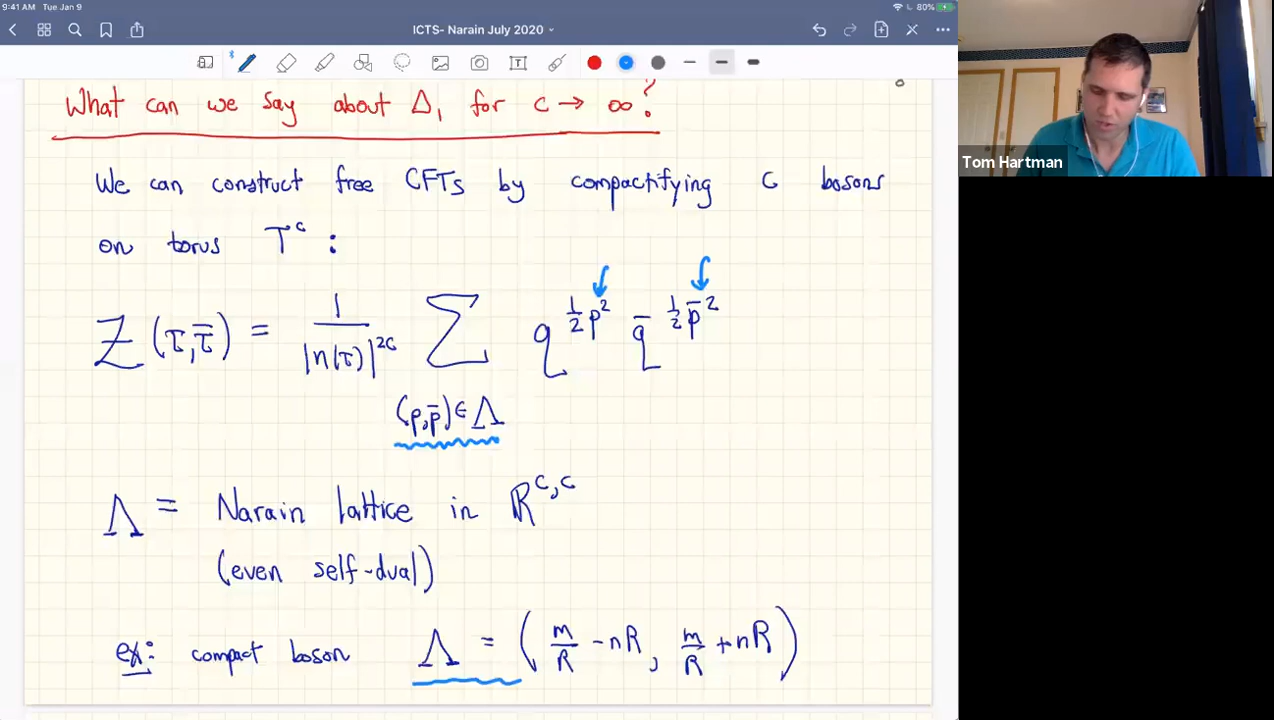 9:41 AM Tue Jan 9
80%
ICTS- Narain July 2020
What can we say about Δ₁ for c → ∞?
We can construct free CFTs by compactifying c bosons
on torus T^c :
Z(τ,τ̄) = 1/|η(τ)|^{2c} Σ_{(p,p̄)∈Λ} q^{½p²} q̄^{½p̄²}
Λ = Narain lattice in ℝ^{c,c}
(even self-dual)
ex: compact boson Λ = (m/R - nR, m/R + nR)
Tom Hartman